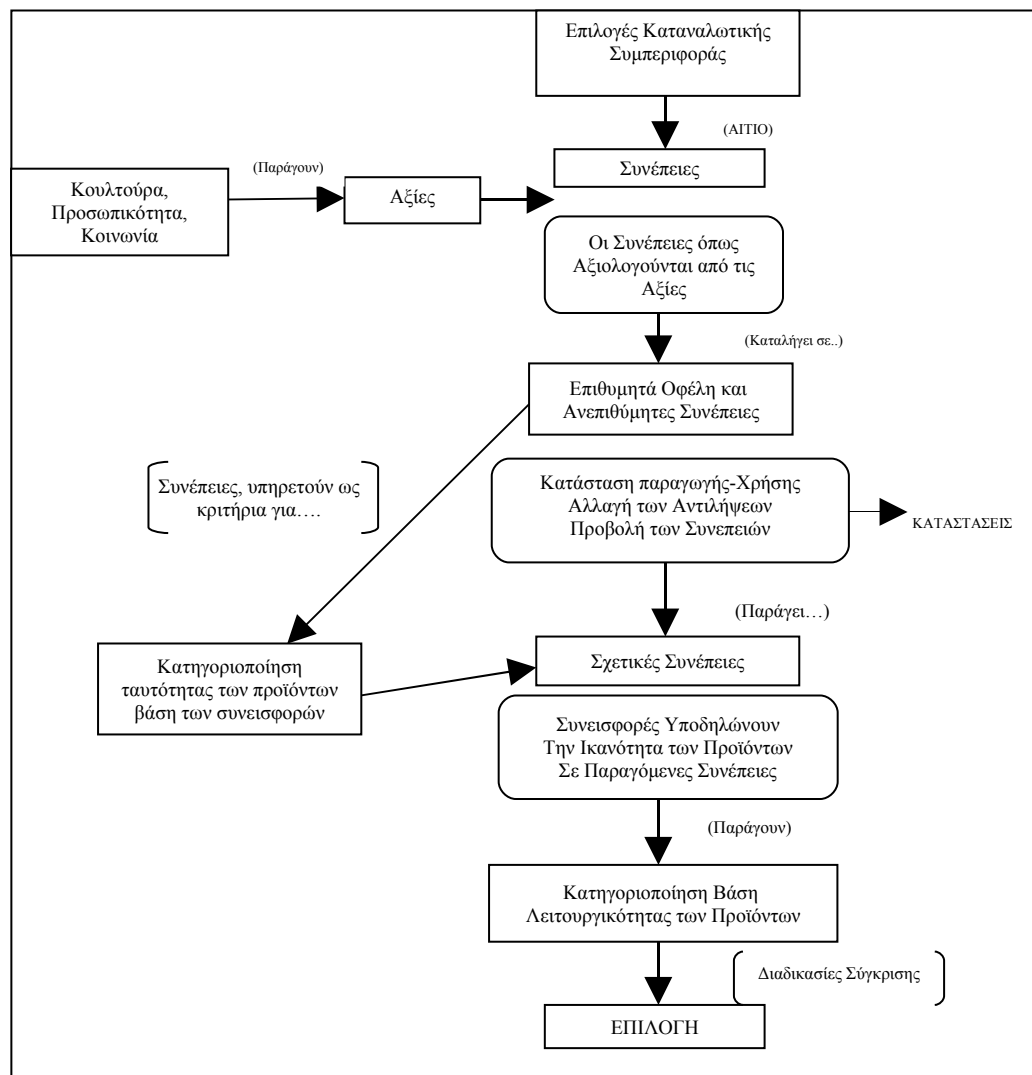 Επιλογές Καταναλωτικής
Συμπεριφοράς
(ΑΙΤΙΟ)
Συνέπειες
(Παράγουν)
Κουλτούρα,
Προσωπικότητα,
Κοινωνία
Αξίες
Οι Συνέπειες όπως
Αξιολογούνται από τις
Αξίες
(Καταλήγει σε..)
Επιθυμητά Οφέλη και
Ανεπιθύμητες Συνέπειες
Συνέπειες, υπηρετούν ως
κριτήρια για….
Κατάσταση παραγωγής-Χρήσης
Αλλαγή των Αντιλήψεων
Προβολή των Συνεπειών
ΚΑΤΑΣΤΑΣΕΙΣ
(Παράγει…)
Κατηγοριοποίηση
ταυτότητας των προϊόντων
βάση των συνεισφορών
Σχετικές Συνέπειες
Συνεισφορές Υποδηλώνουν
Την Ικανότητα των Προϊόντων
Σε Παραγόμενες Συνέπειες
(Παράγουν)
Κατηγοριοποίηση Βάση
Λειτουργικότητας των Προϊόντων
Διαδικασίες Σύγκρισης
ΕΠΙΛΟΓΗ